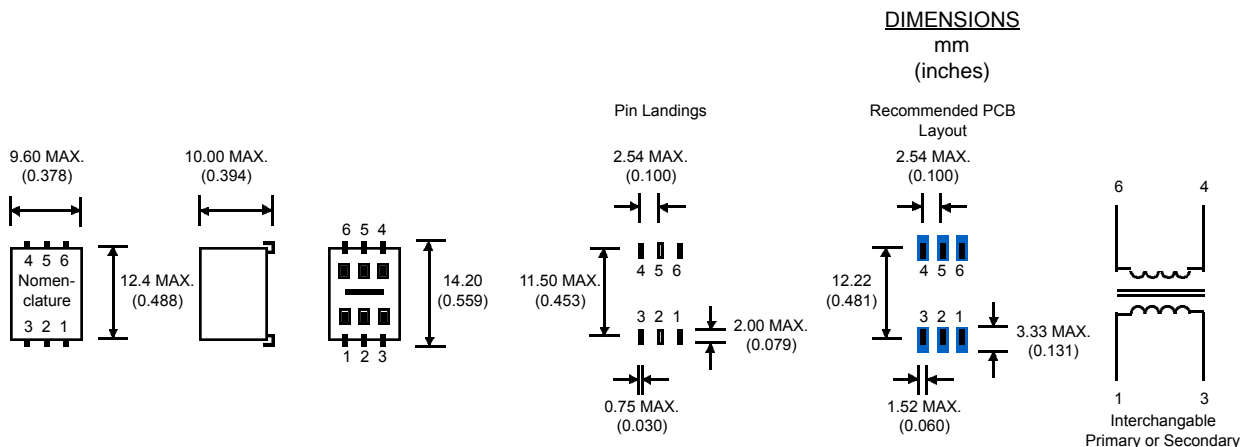 DIMENSIONS
mm
(inches)
Pin Landings
Recommended PCB
Layout
9.60 MAX.
(0.378)
10.00 MAX.
(0.394)
2.54 MAX.
(0.100)
2.54 MAX.
(0.100)
6 4
6 5 4
4 5 6
Nomen-
clature
3 2 1
12.4 MAX.
(0.488)
1 2 3
14.20
(0.559)
11.50 MAX.
(0.453)
4 5 6
3 2 1
2.00 MAX.
(0.079)
0.75 MAX.
(0.030)
12.22
(0.481)
4 5 6
3 2 1
3.33 MAX.
(0.131)
1.52 MAX.
(0.060)
1 3
Interchangable
Primary or Secondary